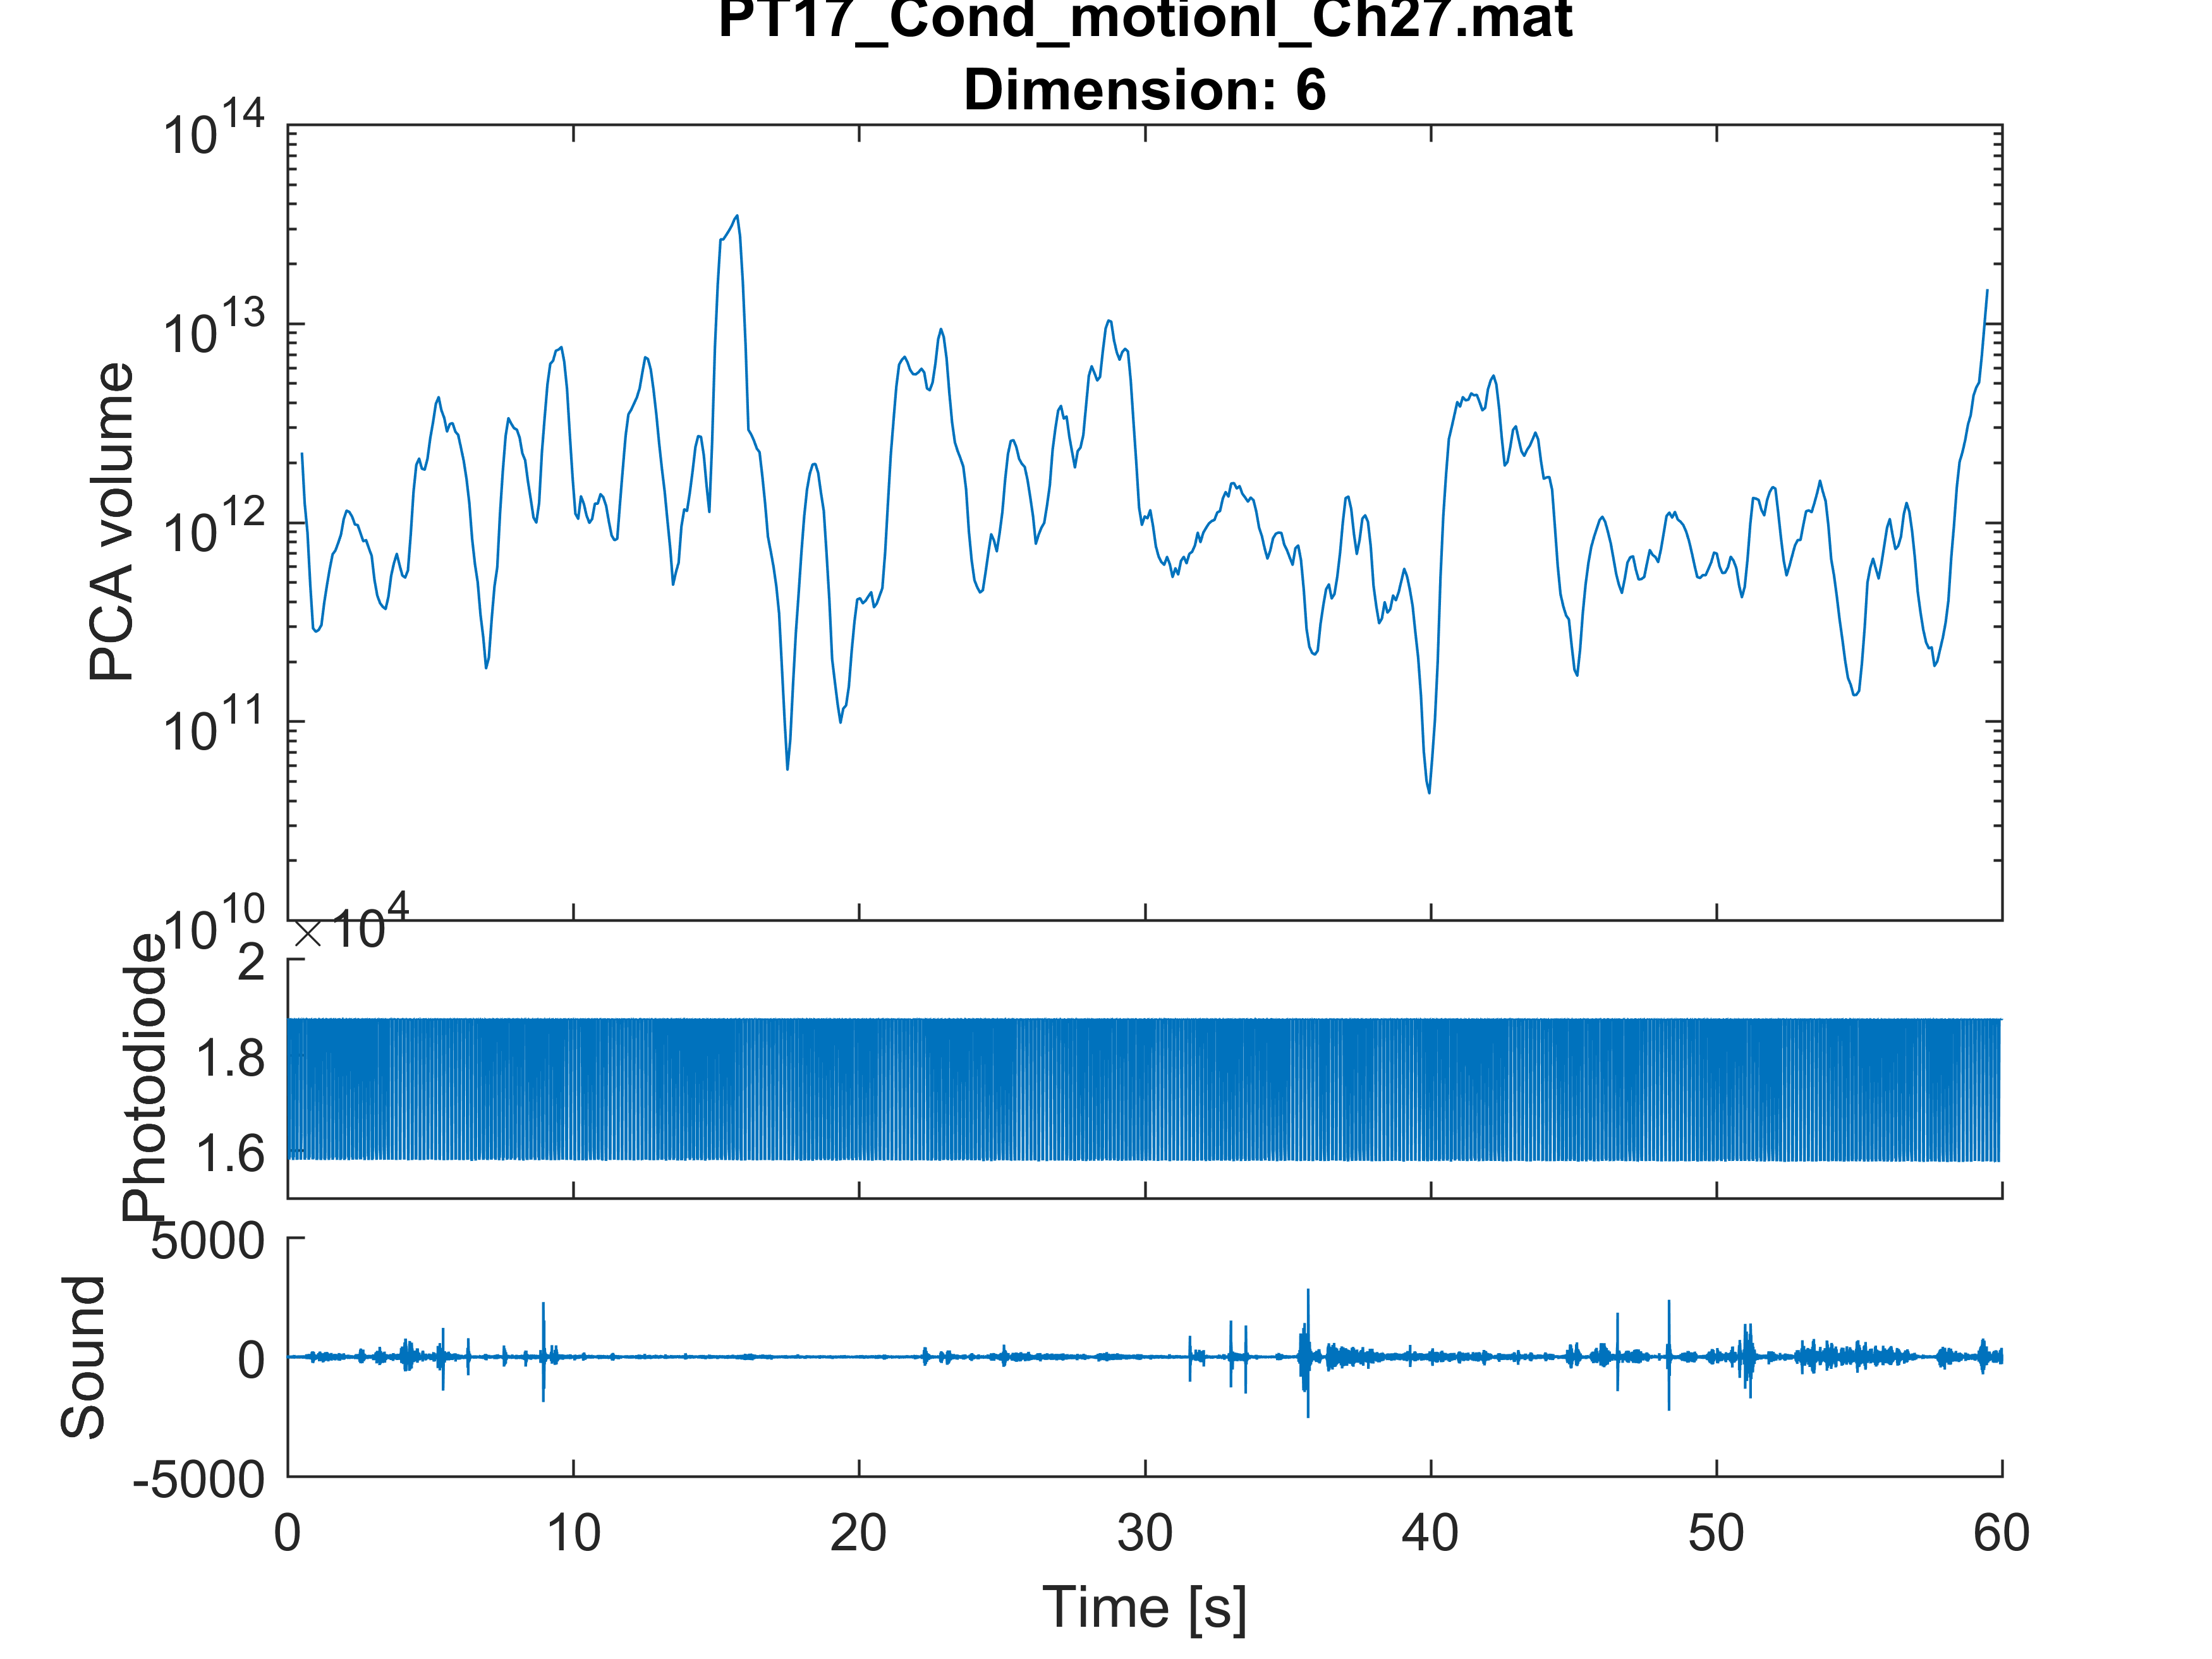 PT17_Cond_motionI_Ch27.mat
Dimension: 6
10^14
10^13
10^12
10^11
10^10
PCA volume
× 10^4
2
1.8
1.6
Photodiode
5000
0
-5000
Sound
0 10 20 30 40 50 60
Time [s]